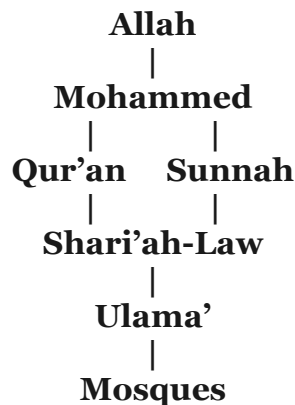 Allah
Mohammed
Qur’an Sunnah
Shari’ah-Law
Ulama’
Mosques